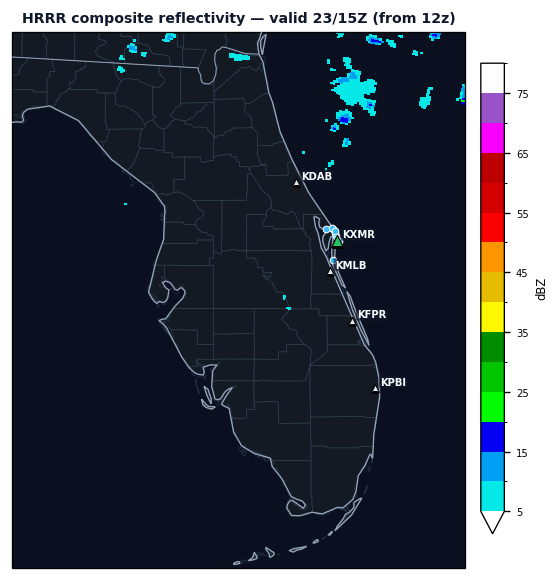 HRRR composite reflectivity — valid 23/15Z (from 12z)
75
65
55
45
35
25
15
5
dBZ
KDAB
KXMR
KMLB
KFPR
KPBI